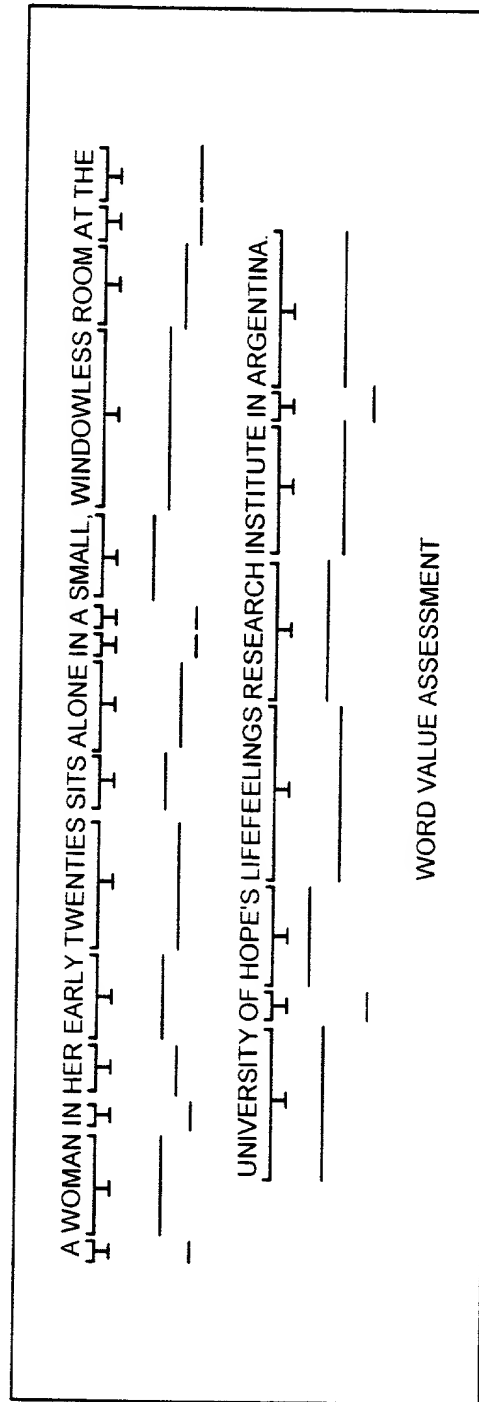 A WOMAN IN HER EARLY TWENTIES SITS ALONE IN A SMALL, WINDOWLESS ROOM AT THE
UNIVERSITY OF HOPE'S LIFEFEELINGS RESEARCH INSTITUTE IN ARGENTINA.
WORD VALUE ASSESSMENT